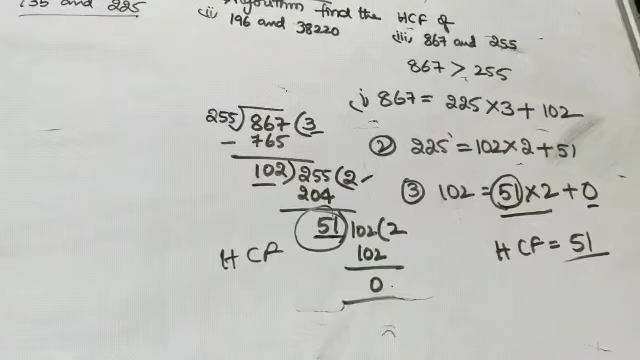 135 and 225
Algorithm find the HCF of
(ii) 196 and 38220
(iii) 867 and 255
867 > 255
i) 867 = 225 × 3 + 102
② 225 = 102 × 2 + 51
③ 102 = 51 × 2 + 0
HCF = 51
255) 867 (3
- 765
102) 255 (2
204
51) 102 (2
102
0
HCF